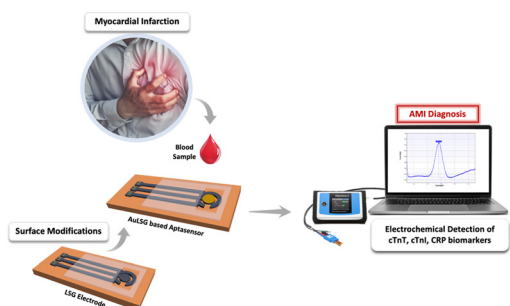 Myocardial Infarction
Blood
Sample
AuLSG based Aptasensor
Surface Modifications
LSG Electrode
AMI Diagnosis
Electrochemical Detection of
cTnT, cTnI, CRP biomarkers